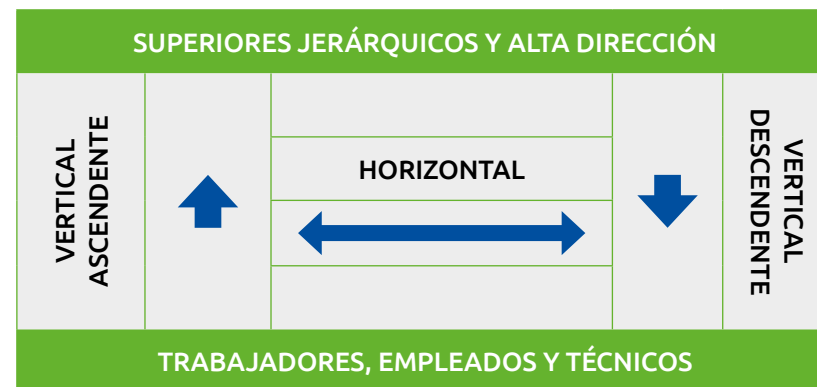 SUPERIORES JERÁRQUICOS Y ALTA DIRECCIÓN
VERTICAL
ASCENDENTE
HORIZONTAL
VERTICAL
DESCENDENTE
TRABAJADORES, EMPLEADOS Y TÉCNICOS